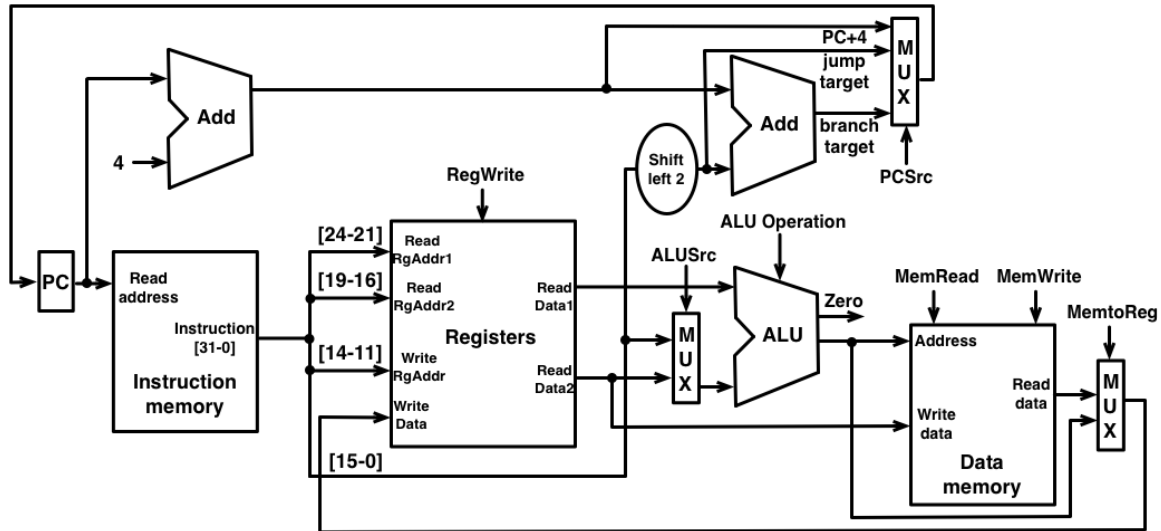 PC+4
jump
target
branch
target
M
U
X
PCSrc
Add
4
Add
Shift
left 2
RegWrite
ALU Operation
[24-21]
[19-16]
[14-11]
[15-0]
Read
RgAddr1
Read
RgAddr2
Registers
Write
RgAddr
Write
Data
Read
Data1
Read
Data2
PC
Read
address
Instruction
[31-0]
Instruction
memory
ALUSrc
M
U
X
ALU
Zero
MemRead
MemWrite
MemtoReg
Address
Read
data
Write
data
Data
memory
M
U
X